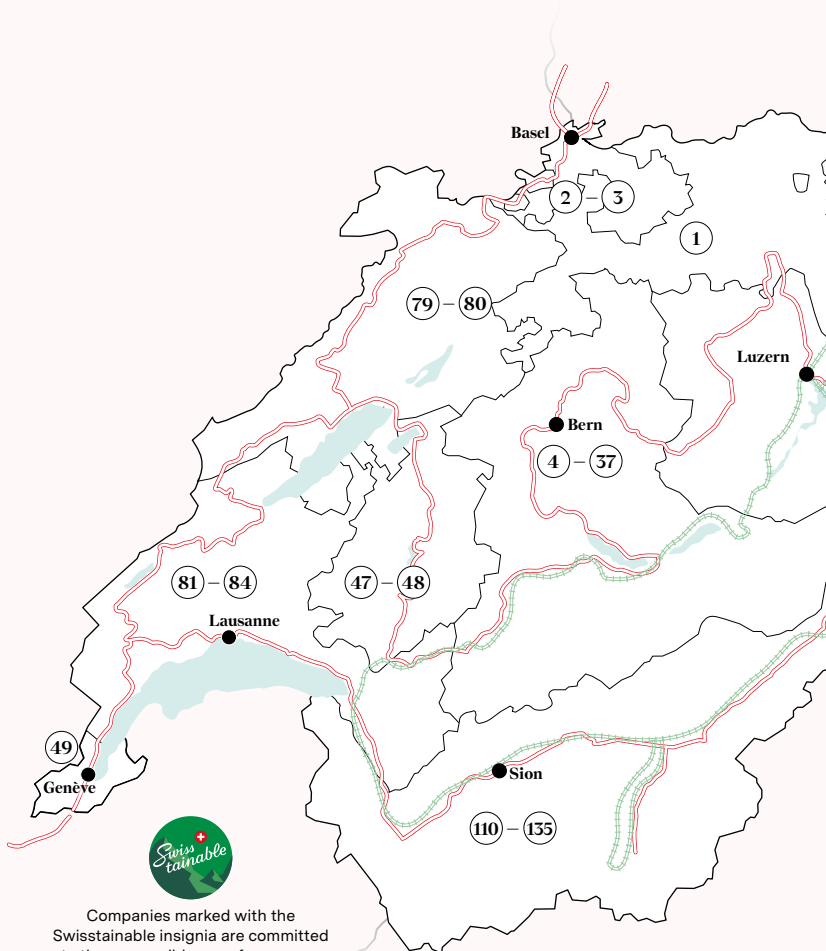 Basel
2 – 3
1
79 – 80
Luzern
Bern
4 – 37
81 – 84
47 – 48
Lausanne
49
Genève
Sion
110 – 135
Swiss
tainable
Companies marked with the
Swisstainable insignia are committed